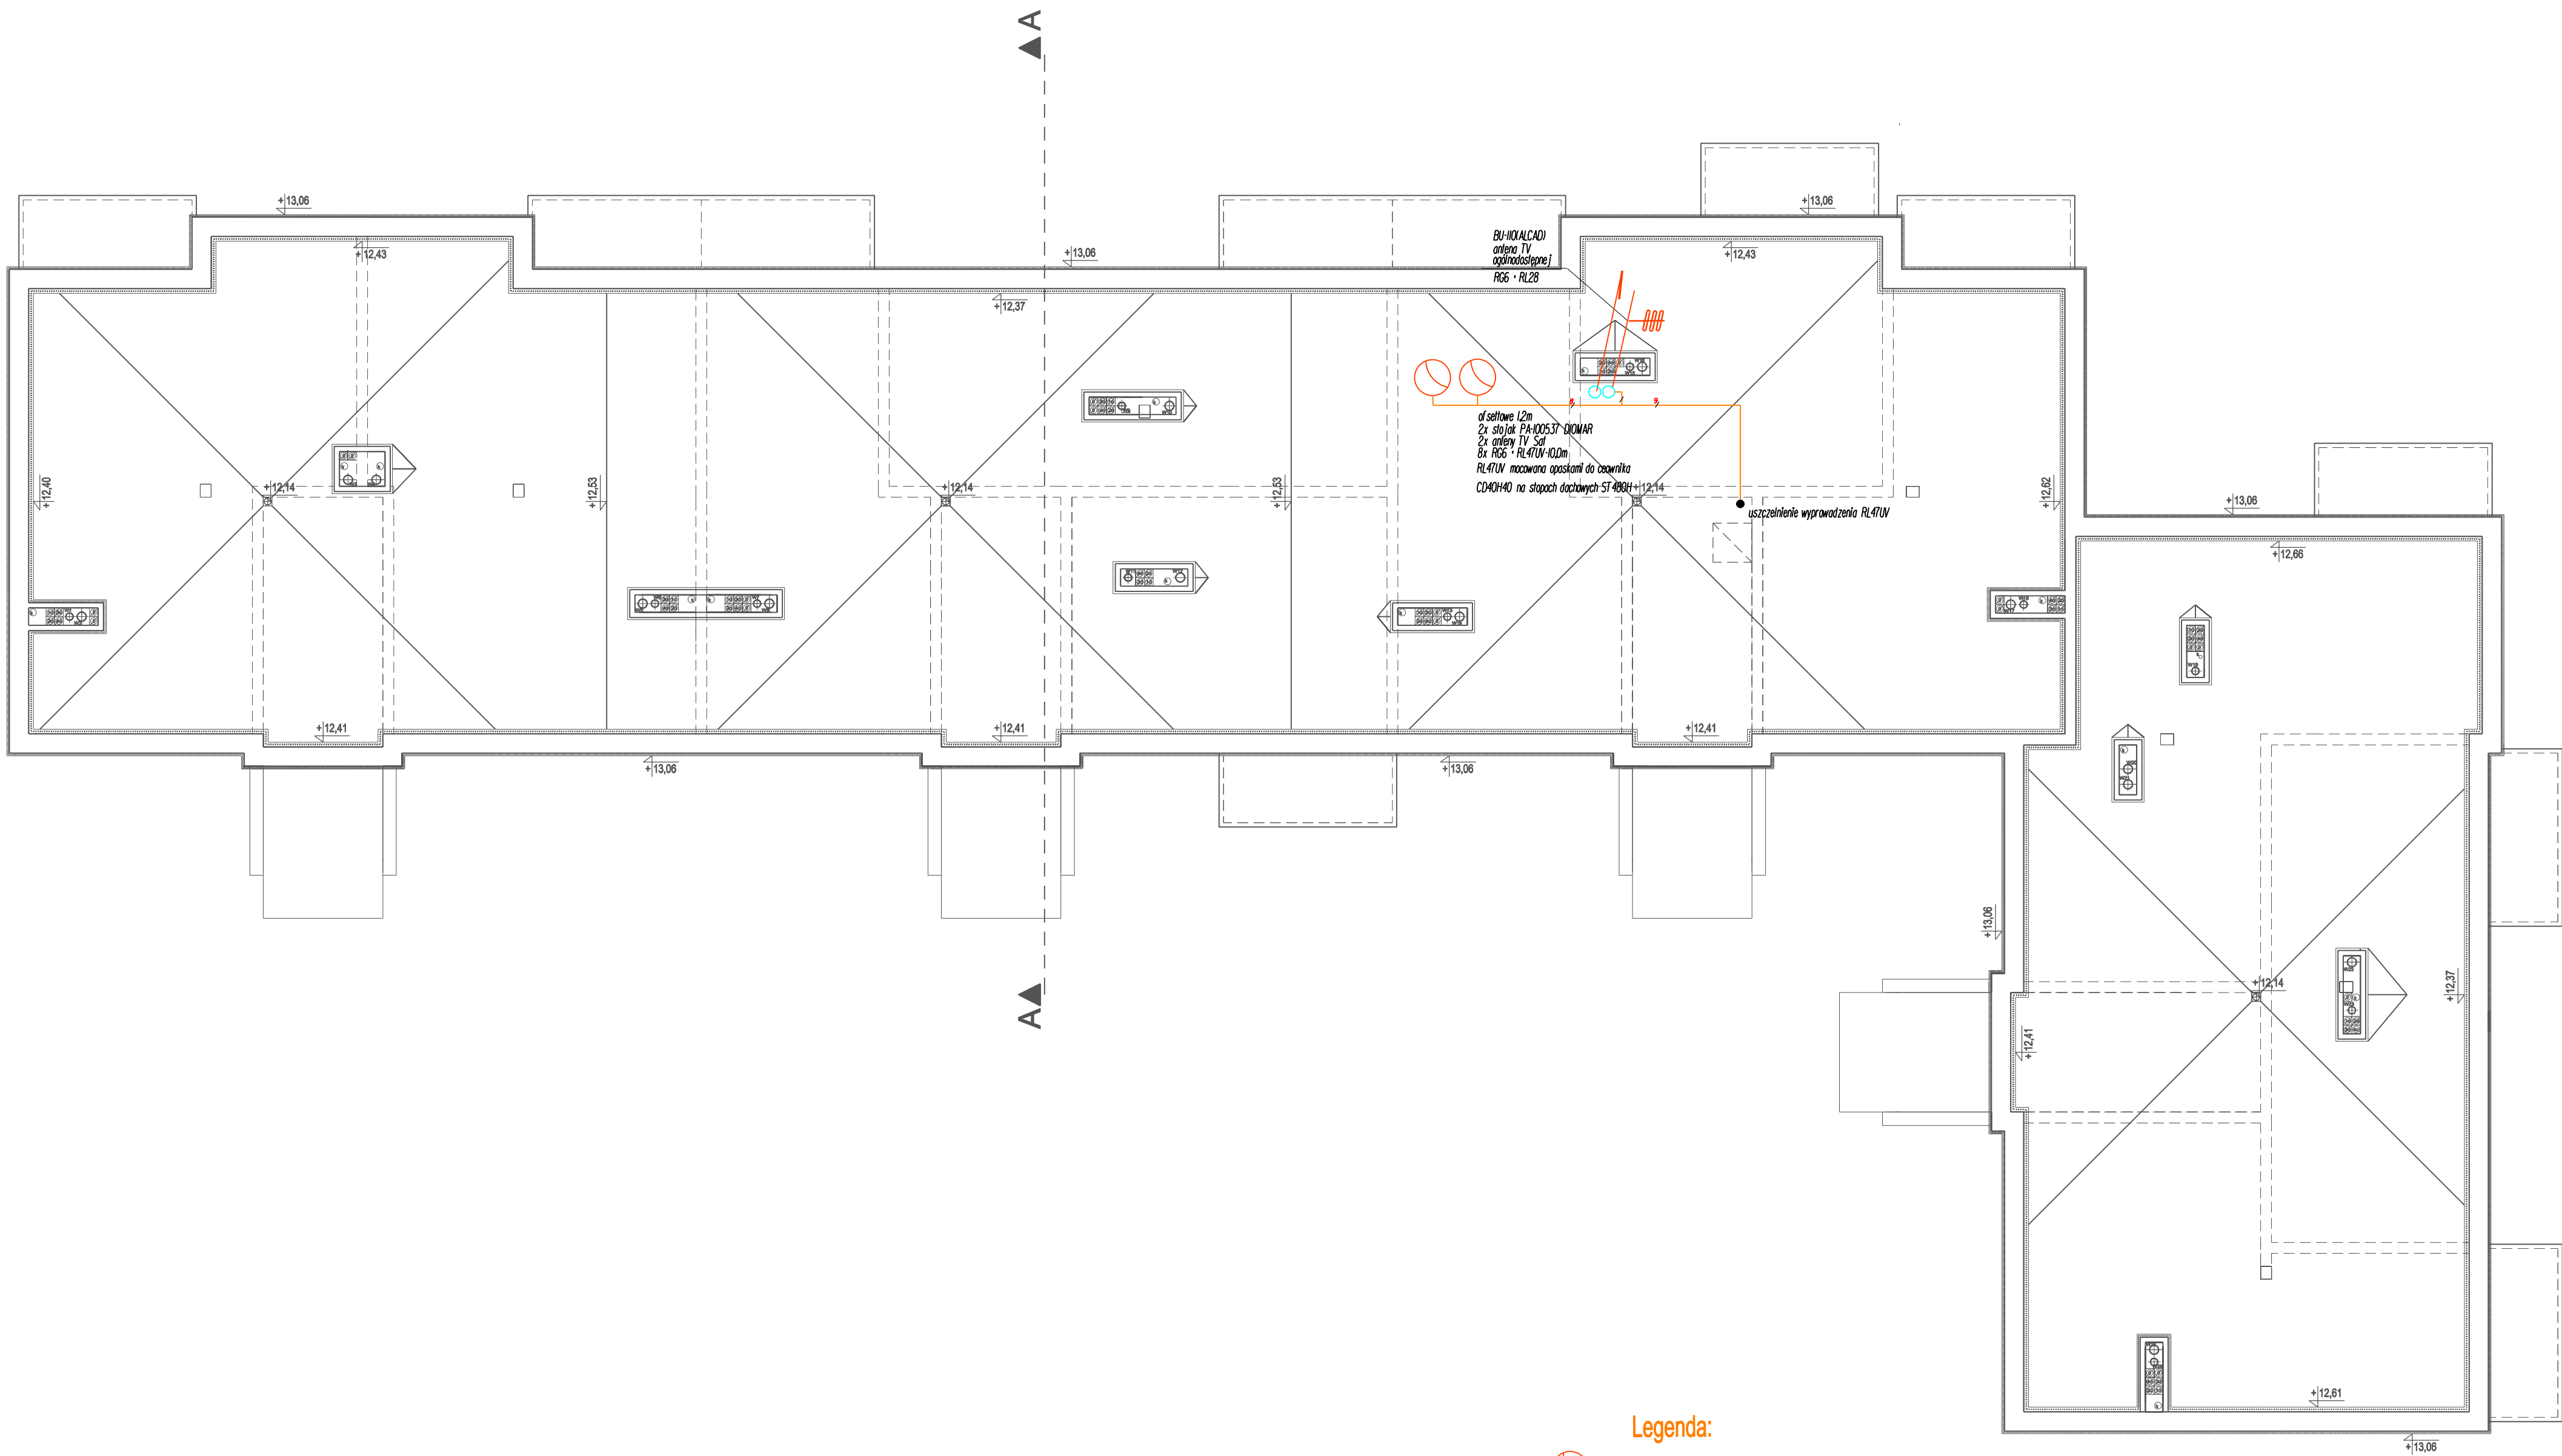 A
+13,06
+13,06
+13,06
BU-110(ALCAD)
antena TV
ogólnodostępnej
RG6 + RL28
+12,43
+12,43
+12,37
8
9
ofsettowe 1,2m
2x stojak PA-100537 DIOMAR
2x anteny TV Sat
8x RG6 + RL47UV-10,0m
RL47UV mocowana opaskami do ceownika
CD40H40 na stopach dachowych ST480H
+12,40
+12,14
+12,53
+12,14
+12,53
+12,14
+12,62
+13,06
uszczelnienie wyprowadzenia RL47UV
+12,66
+12,41
+12,41
+12,41
+13,06
+13,06
+13,06
+12,14
+12,37
A
+12,41
+12,61
Legenda:
+13,06